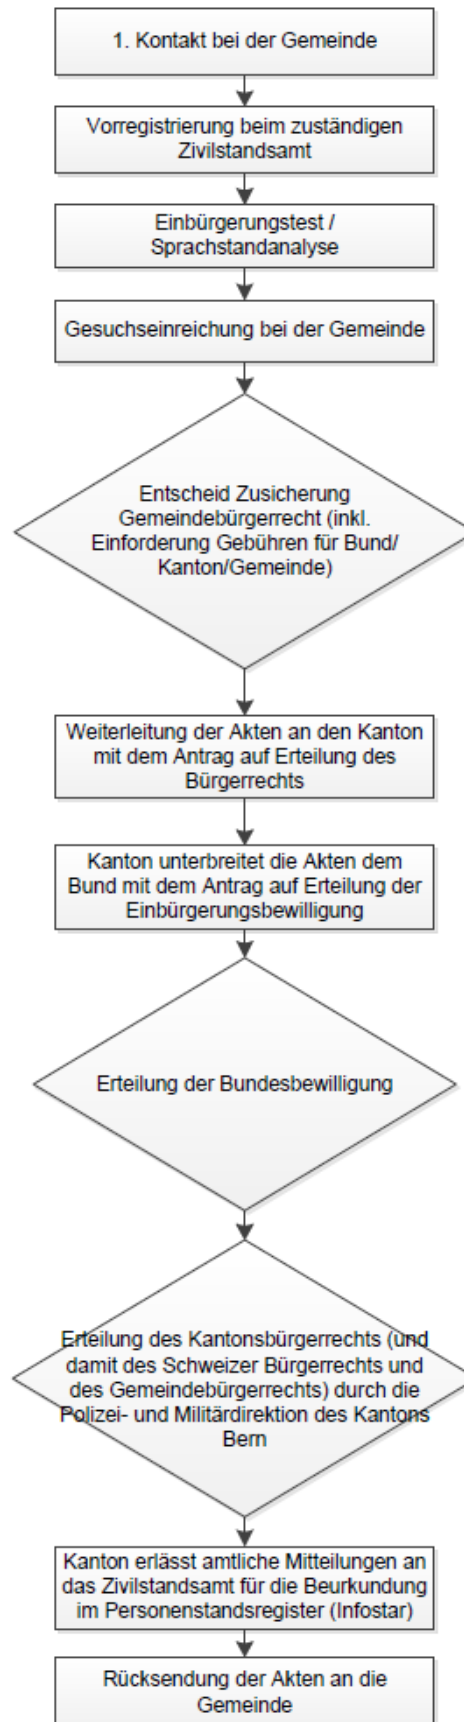 1. Kontakt bei der Gemeinde
Vorregistrierung beim zuständigen
Zivilstandsamt
Einbürgerungstest /
Sprachstandanalyse
Gesuchseinreichung bei der Gemeinde
Entscheid Zusicherung
Gemeindebürgerrecht (inkl.
Einforderung Gebühren für Bund/
Kanton/Gemeinde)
Weiterleitung der Akten an den Kanton
mit dem Antrag auf Erteilung des
Bürgerrechts
Kanton unterbreitet die Akten dem
Bund mit dem Antrag auf Erteilung der
Einbürgerungsbewilligung
Erteilung der Bundesbewilligung
Erteilung des Kantonsbürgerrechts (und
damit des Schweizer Bürgerrechts und
des Gemeindebürgerrechts) durch die
Polizei- und Militärdirektion des Kantons
Bern
Kanton erlässt amtliche Mitteilungen an
das Zivilstandsamt für die Beurkundung
im Personenstandsregister (Infostar)
Rücksendung der Akten an die
Gemeinde